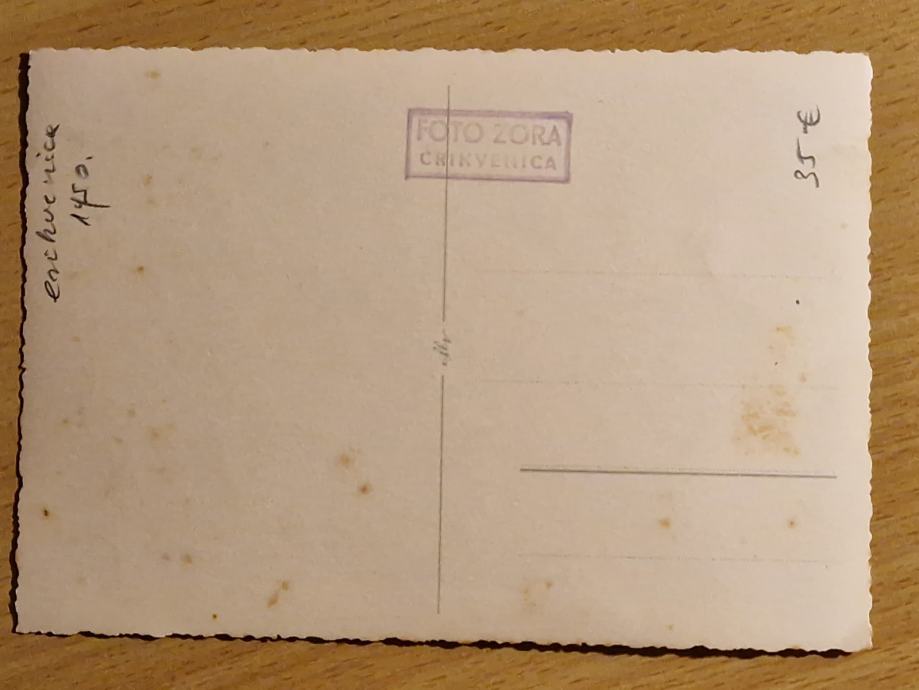 crikvenica
1950.
FOTO ZORA
CRIKVENICA
35 €